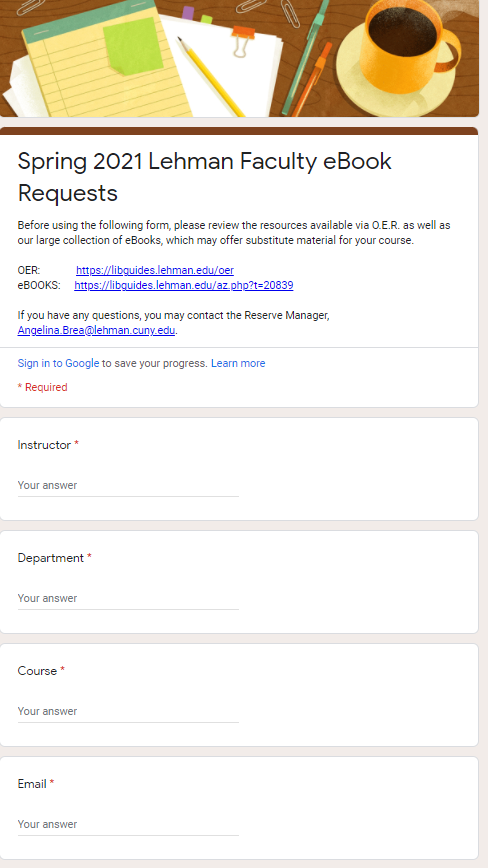 Spring 2021 Lehman Faculty eBook
Requests
Before using the following form, please review the resources available via O.E.R. as well as
our large collection of eBooks, which may offer substitute material for your course.
OER: https://libguides.lehman.edu/oer
eBOOKS: https://libguides.lehman.edu/az.php?t=20839
If you have any questions, you may contact the Reserve Manager,
Angelina.Brea@lehman.cuny.edu.
Sign in to Google to save your progress. Learn more
* Required
Instructor *
Your answer
Department *
Your answer
Course *
Your answer
Email *
Your answer